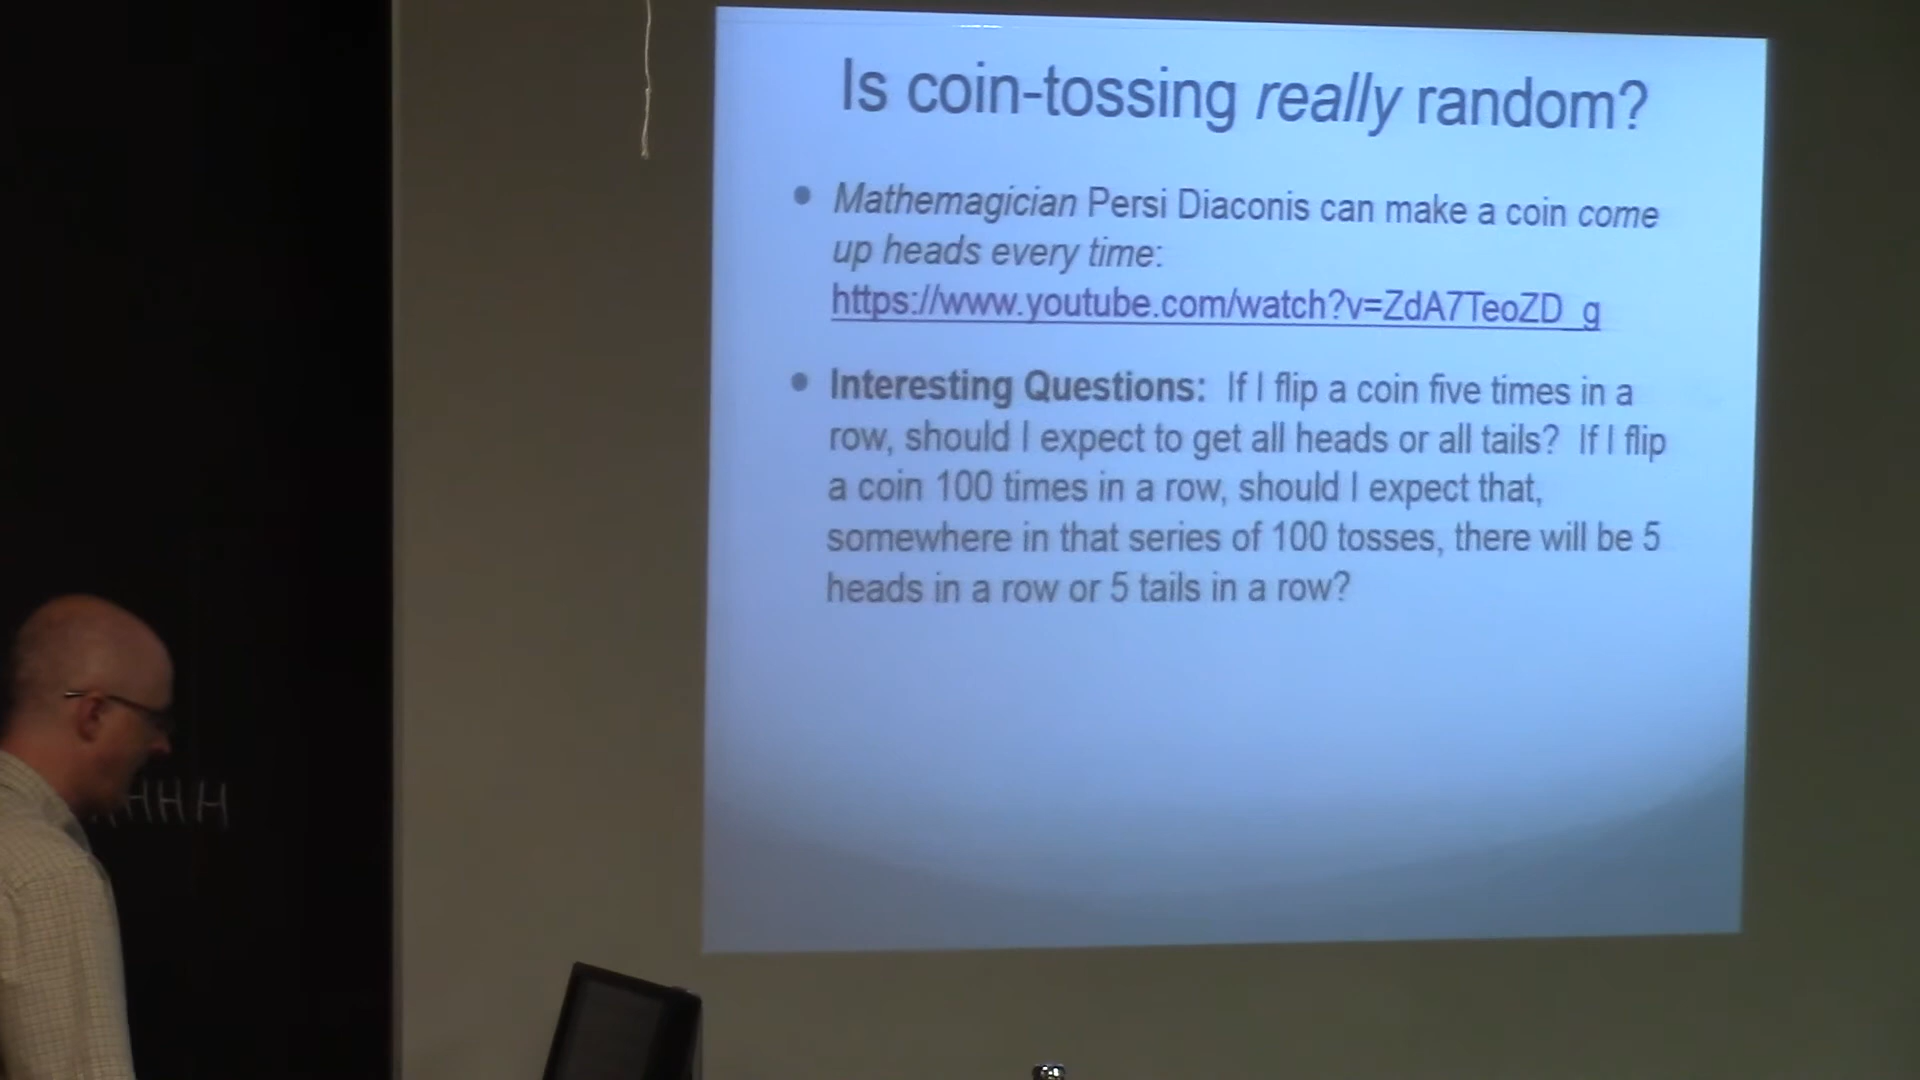 Is coin-tossing really random?
• Mathemagician Persi Diaconis can make a coin come
up heads every time:
https://www.youtube.com/watch?v=ZdA7TeoZD_g
• Interesting Questions: If I flip a coin five times in a
row, should I expect to get all heads or all tails? If I flip
a coin 100 times in a row, should I expect that,
somewhere in that series of 100 tosses, there will be 5
heads in a row or 5 tails in a row?
HHH